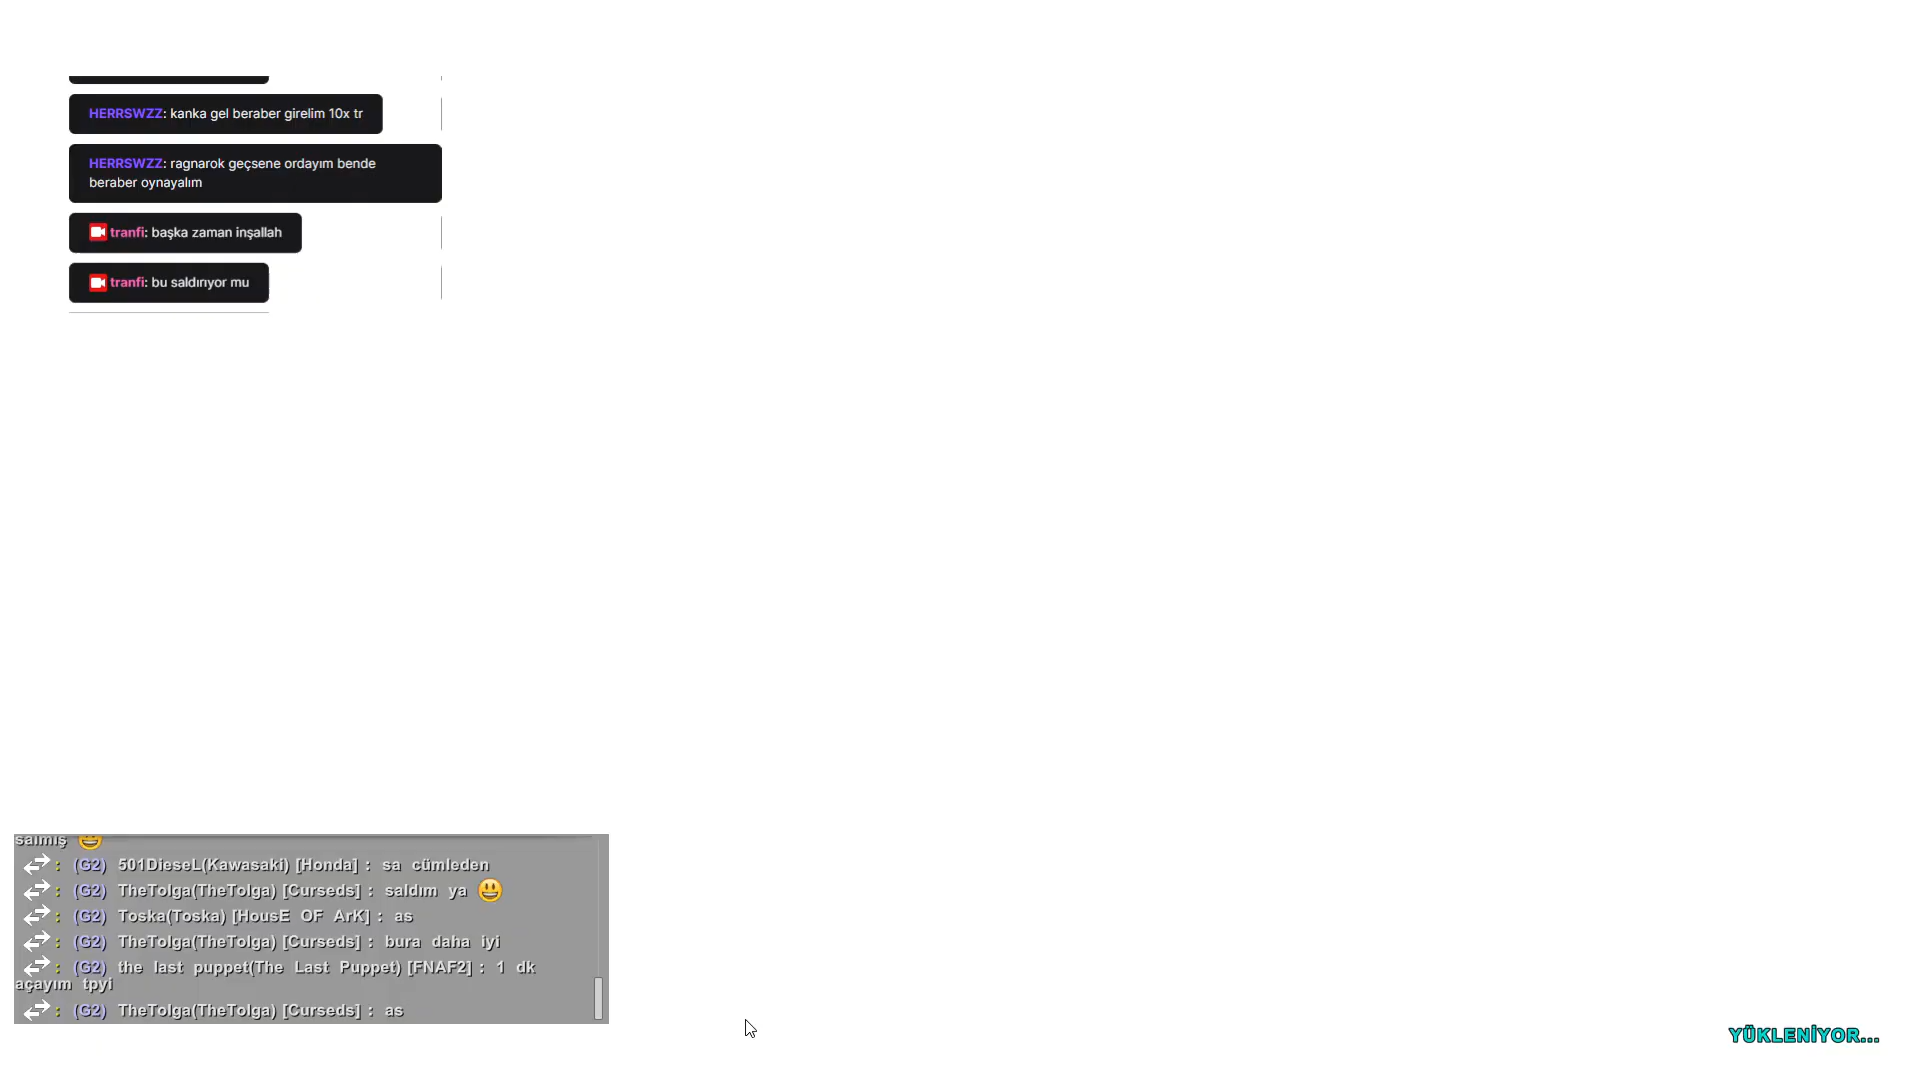 HERRSWZZ: kanka gel beraber girelim 10x tr
HERRSWZZ: ragnarok geçsene ordayım bende
beraber oynayalım
tranfi: başka zaman inşallah
tranfi: bu saldırıyor mu
salmış 😃
: (G2) 501DieseL(Kawasaki) [Honda] : sa cümleden
: (G2) TheTolga(TheTolga) [Curseds] : saldım ya 😃
: (G2) Toska(Toska) [HousE OF ArK] : as
: (G2) TheTolga(TheTolga) [Curseds] : bura daha iyi
: (G2) the last puppet(The Last Puppet) [FNAF2] : 1 dk
açayım tpyi
: (G2) TheTolga(TheTolga) [Curseds] : as
YÜKLENİYOR...